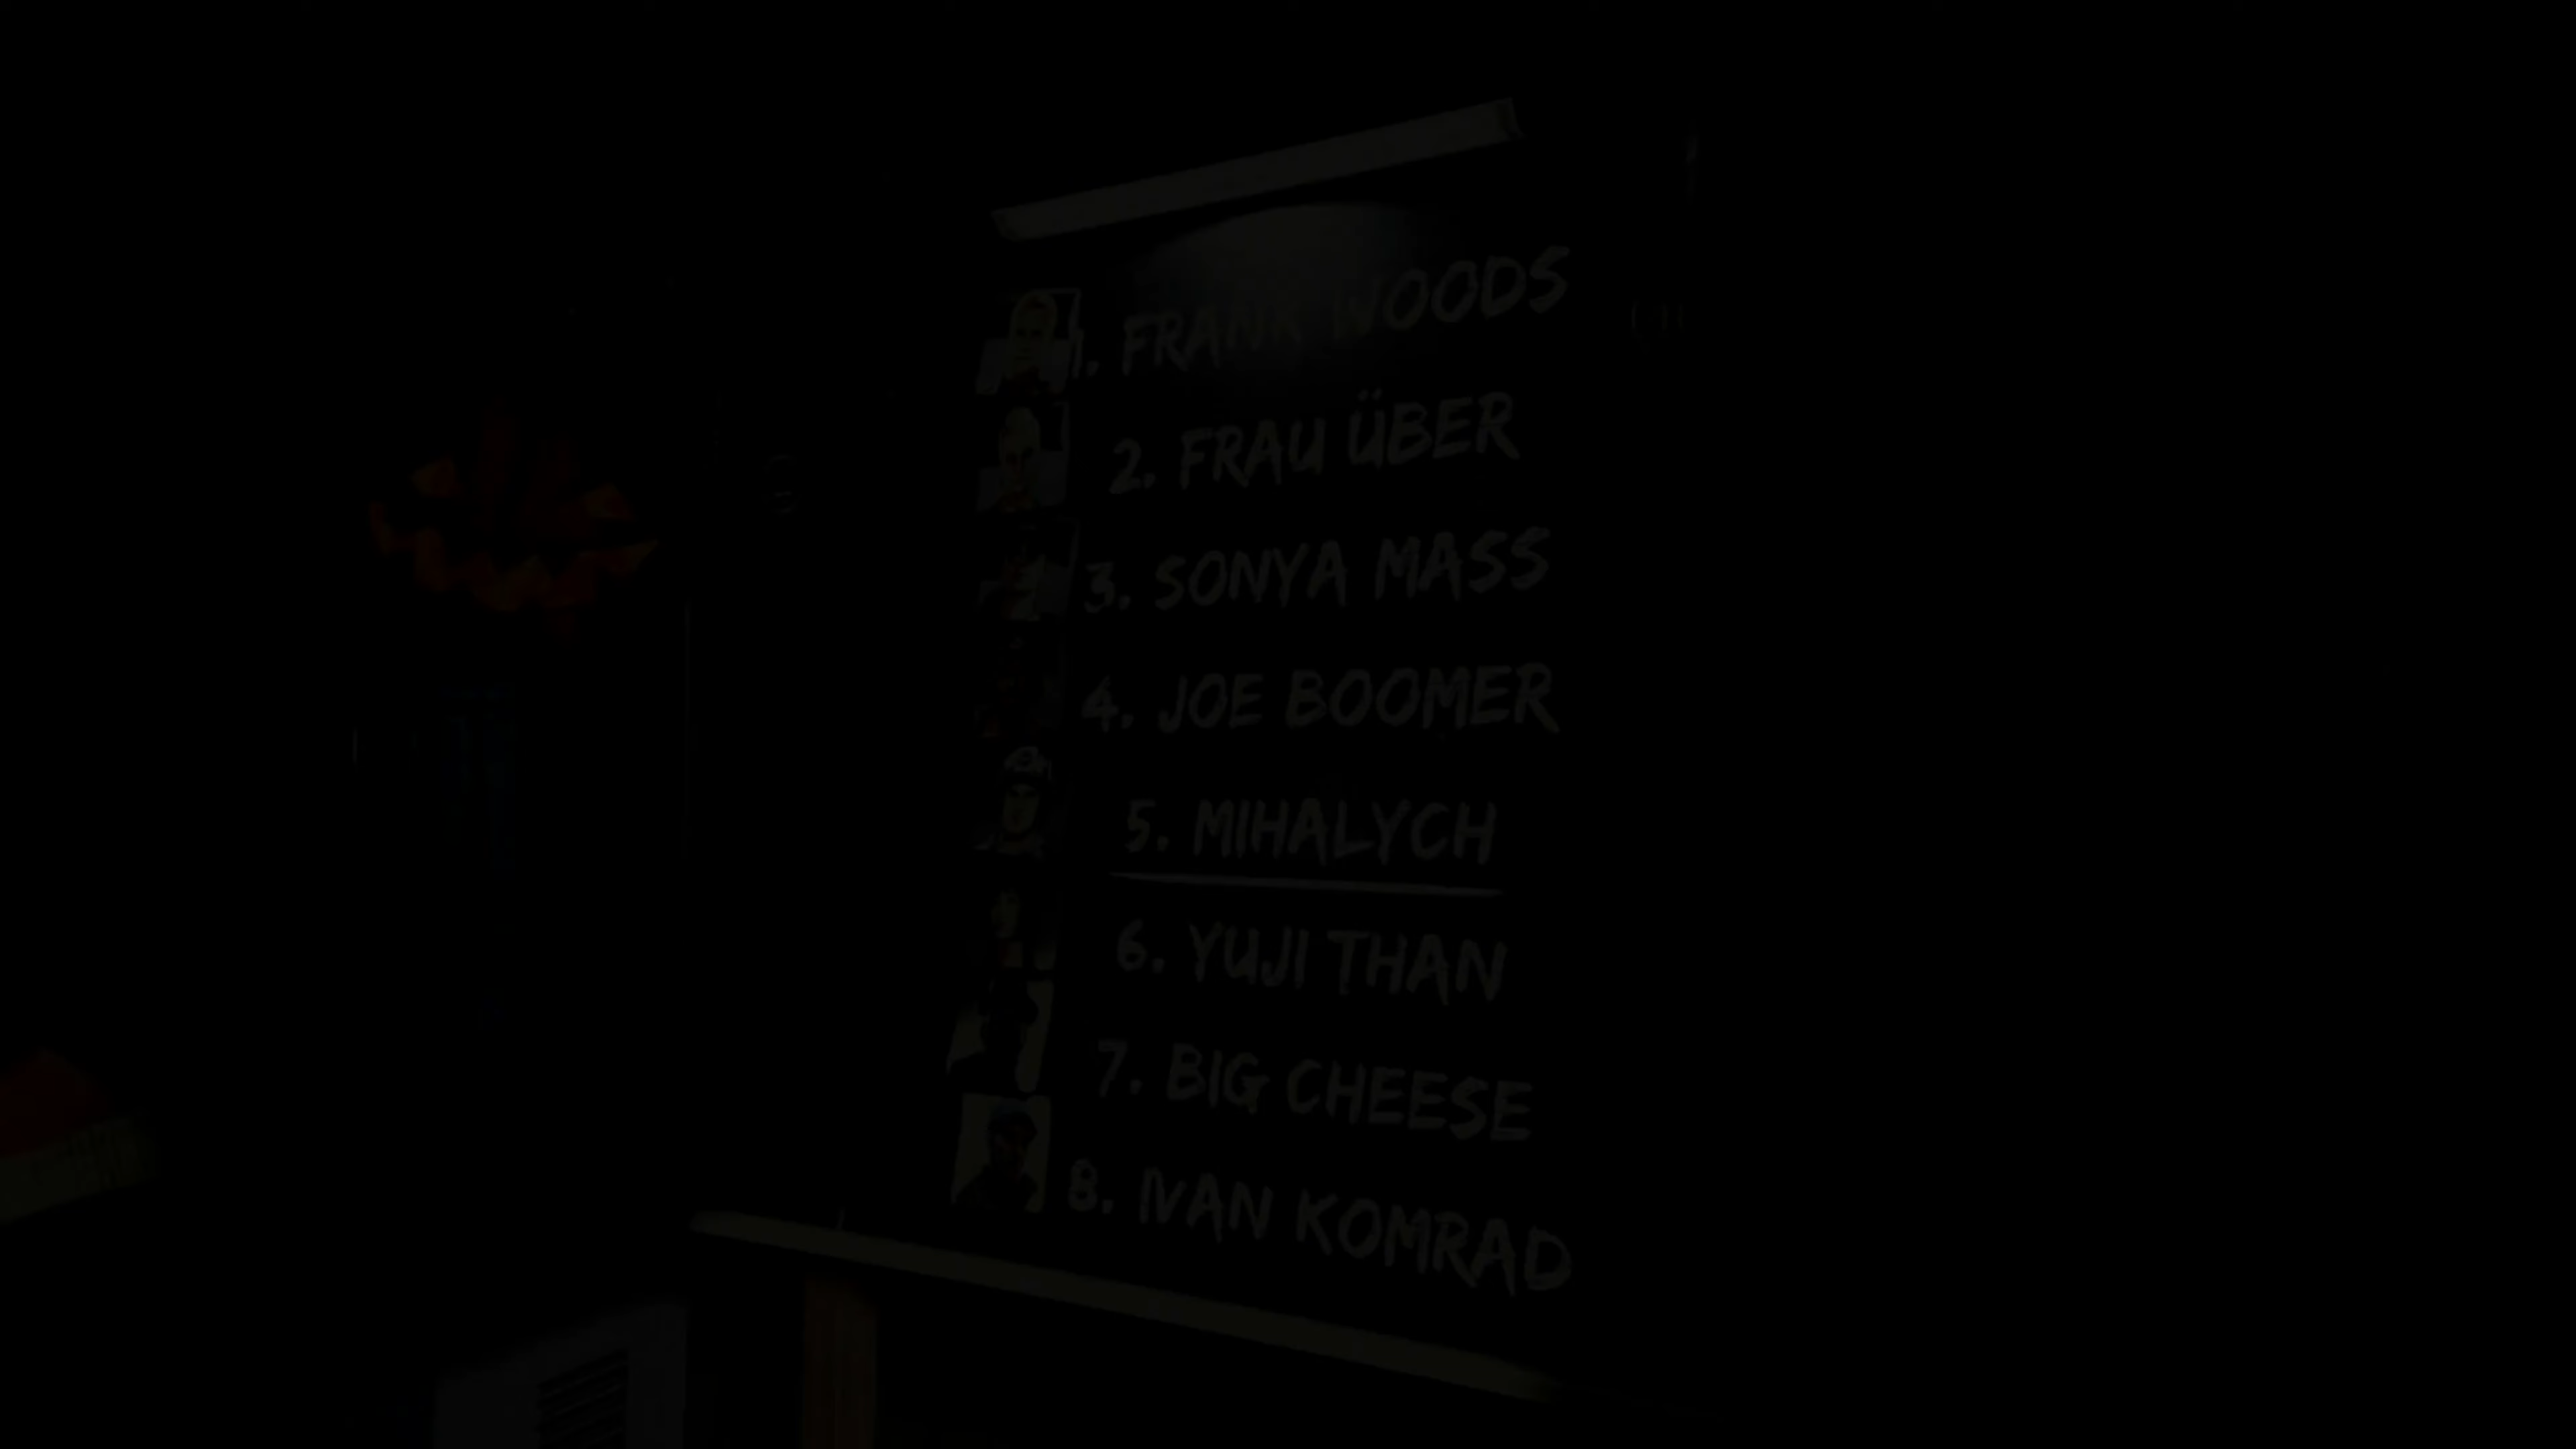 1. FRANK WOODS
2. FRAU ÜBER
3. SONYA MASS
4. JOE BOOMER
5. MIHALYCH
6. YUJI THAN
7. BIG CHEESE
8. IVAN KOMRAD